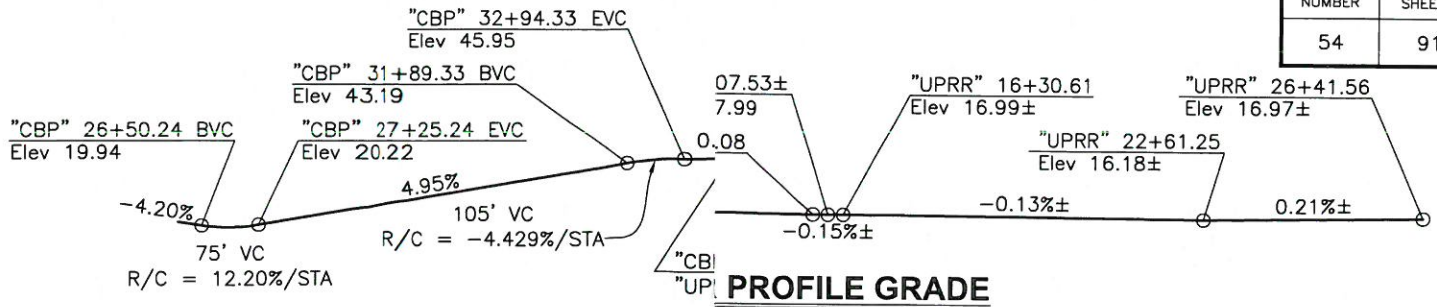 NUMBER SHEE
54 91
"CBP" 32+94.33 EVC
Elev 45.95
"CBP" 31+89.33 BVC
Elev 43.19
"CBP" 26+50.24 BVC
Elev 19.94
"CBP" 27+25.24 EVC
Elev 20.22
07.53±
7.99
"UPRR" 16+30.61
Elev 16.99±
"UPRR" 26+41.56
Elev 16.97±
"UPRR" 22+61.25
Elev 16.18±
0.08
-4.20%
75' VC
R/C = 12.20%/STA
4.95%
105' VC
R/C = -4.429%/STA
-0.15%±
-0.13%±
0.21%±
"CB
"UP
PROFILE GRADE